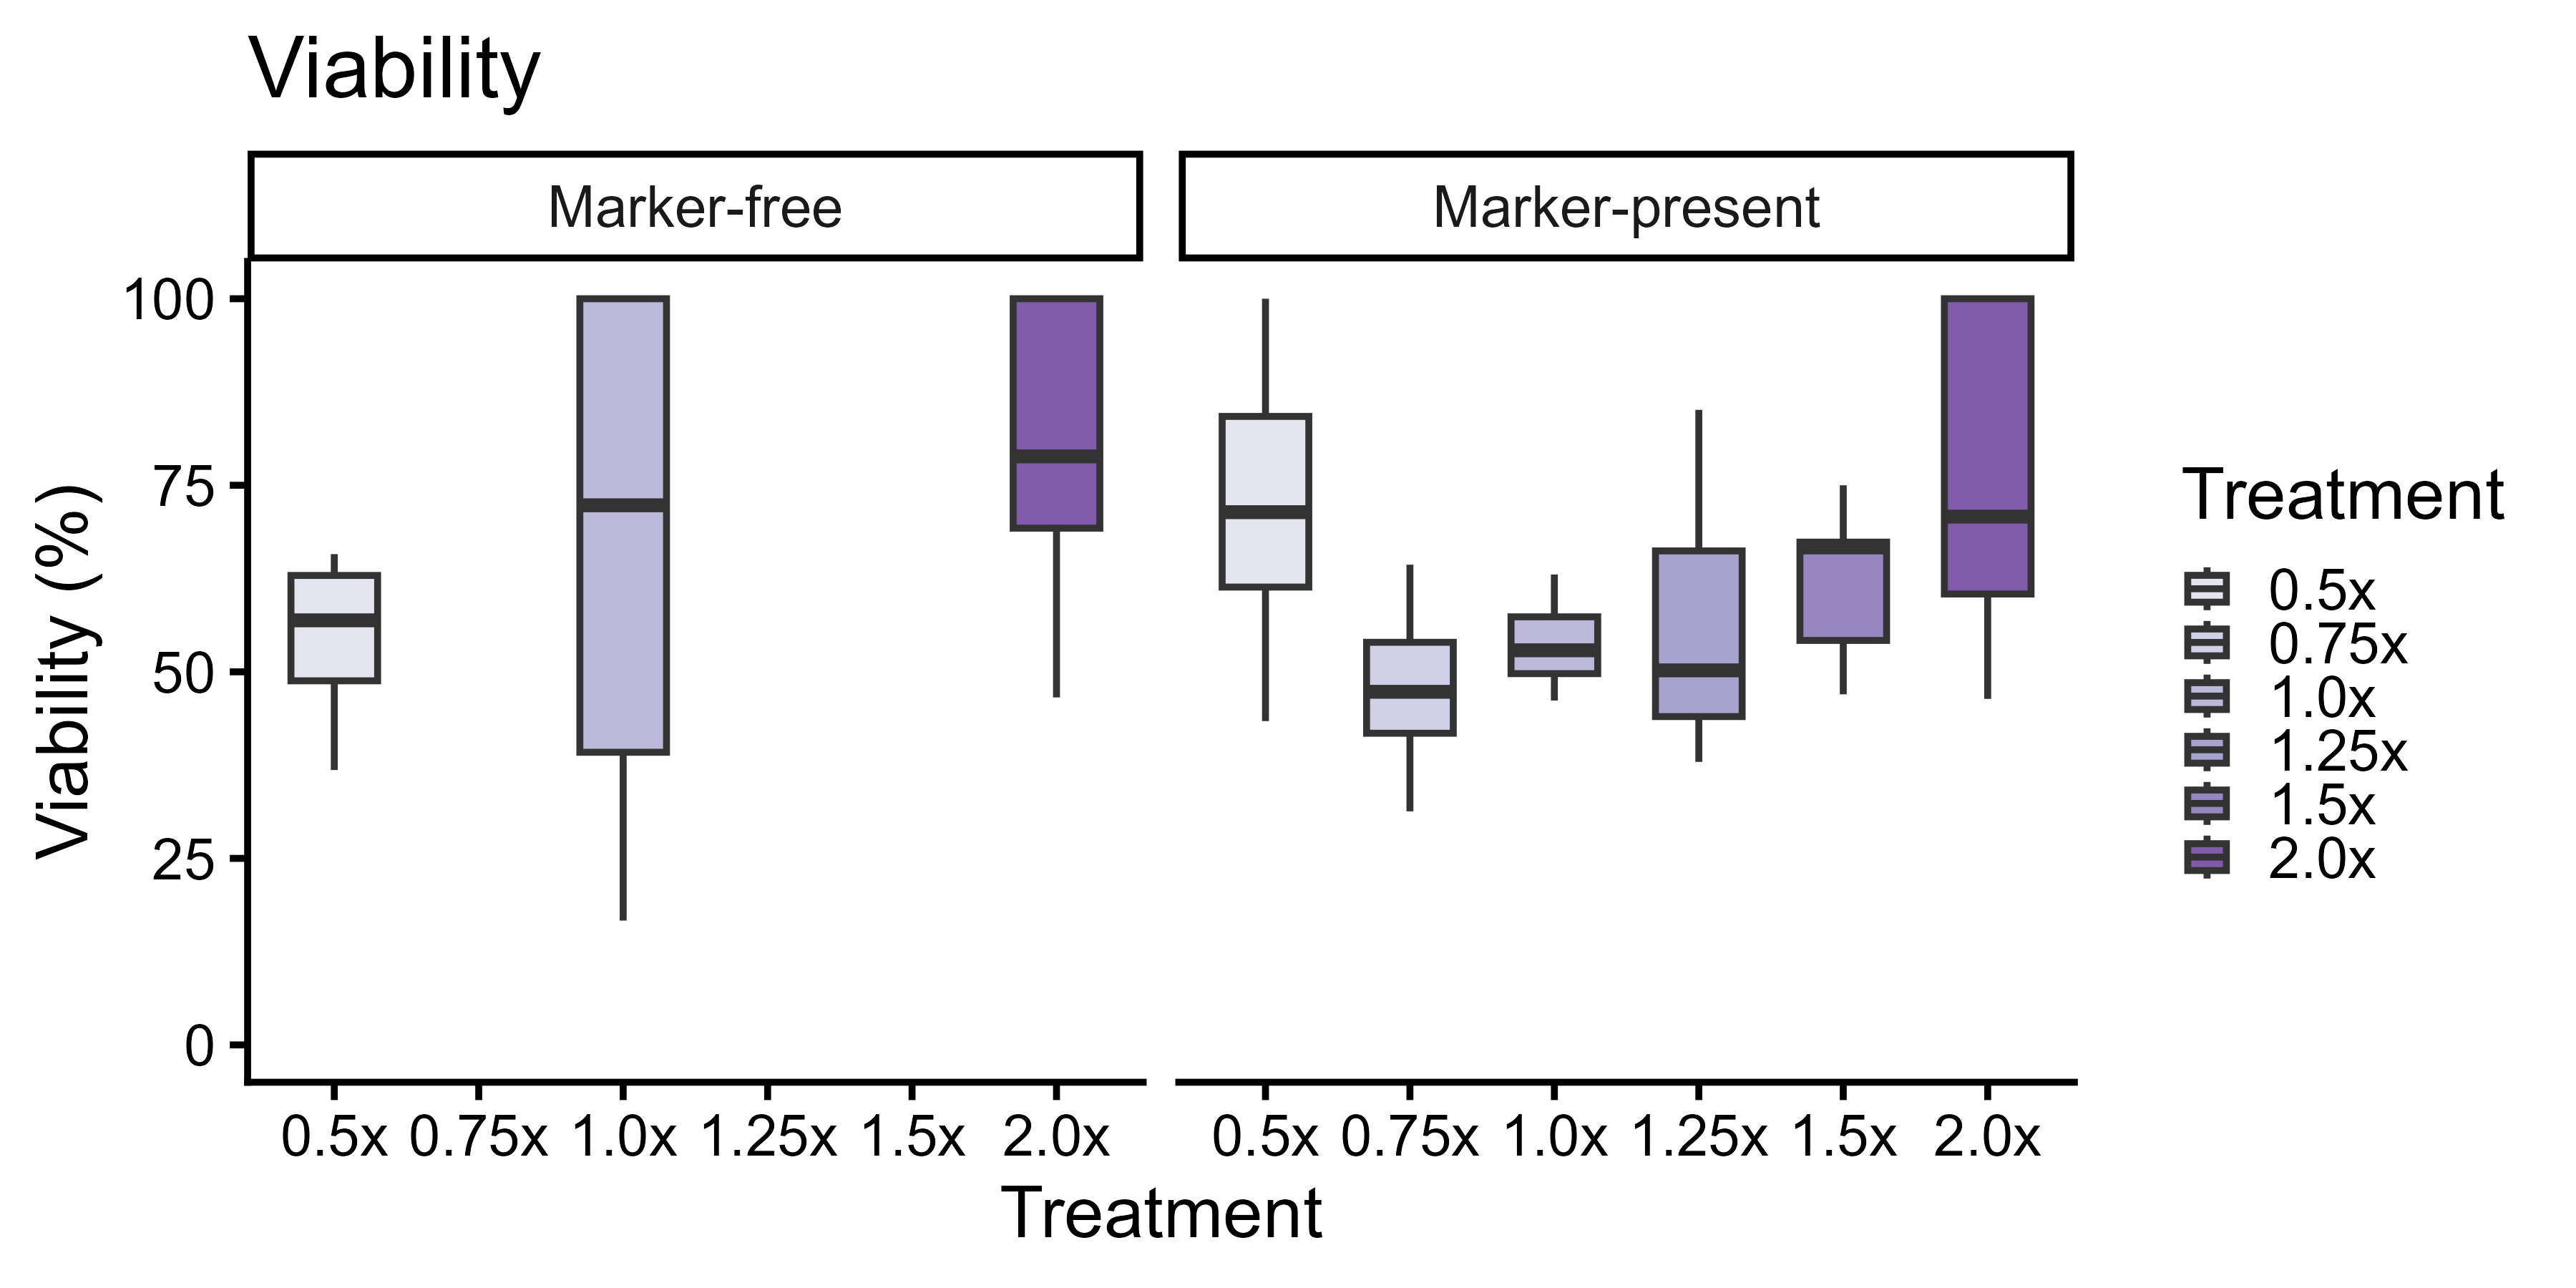 Viability
Marker-free
Marker-present
Viability (%)
100
75
50
25
0
0.5x 0.75x 1.0x 1.25x 1.5x 2.0x
0.5x 0.75x 1.0x 1.25x 1.5x 2.0x
Treatment
Treatment
0.5x
0.75x
1.0x
1.25x
1.5x
2.0x